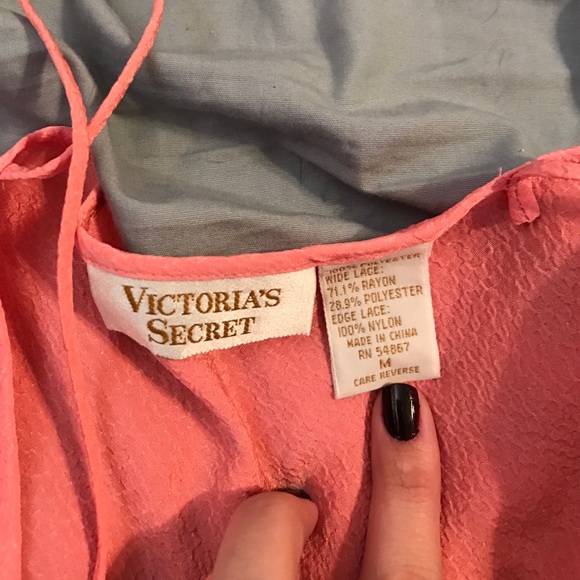 VICTORIA'S
SECRET
100% POLYESTER
WIDE LACE:
71.1% RAYON
28.9% POLYESTER
EDGE LACE:
100% NYLON
MADE IN CHINA
RN 54867
M
CARE REVERSE